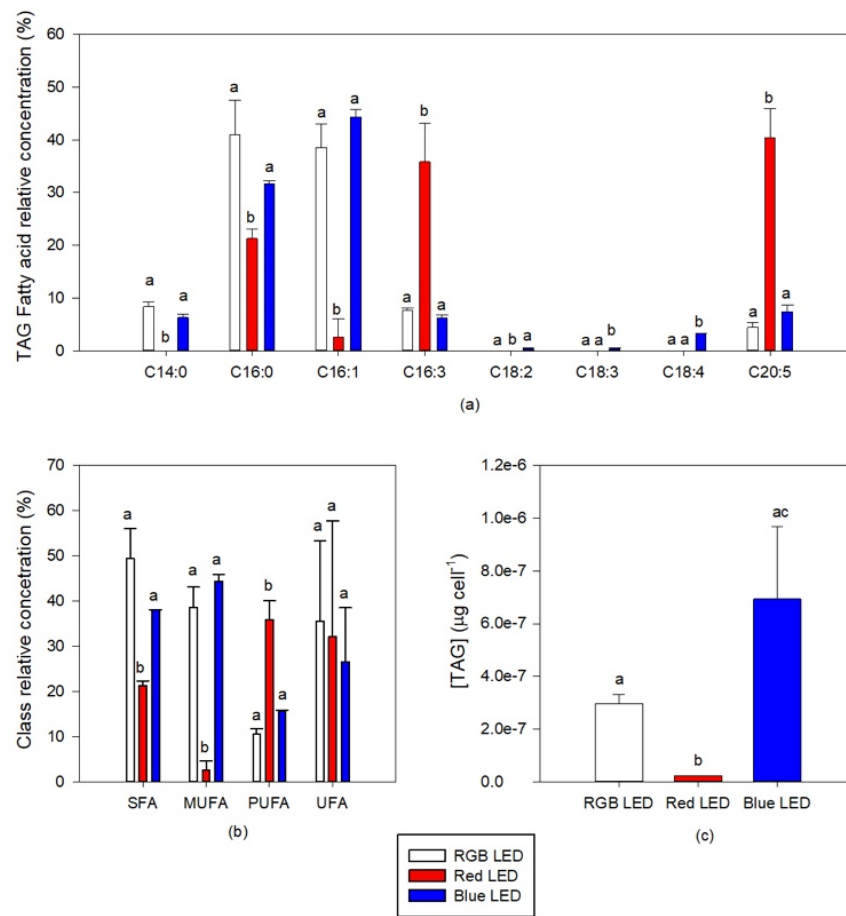 TAG Fatty acid relative concentration (%)
60
50
40
30
20
10
0
a b a
a b a
a b a
a b a
a b a
a a b
a a b
a b a
C14:0 C16:0 C16:1 C16:3 C18:2 C18:3 C18:4 C20:5
(a)
Class relative concetration (%)
70
60
50
40
30
20
10
0
a b a
a b a
a b a
a a a
SFA MUFA PUFA UFA
(b)
[TAG] (µg cell⁻¹)
1.2e-6
1.0e-6
8.0e-7
6.0e-7
4.0e-7
2.0e-7
0.0
a b ac
RGB LED Red LED Blue LED
(c)
RGB LED
Red LED
Blue LED